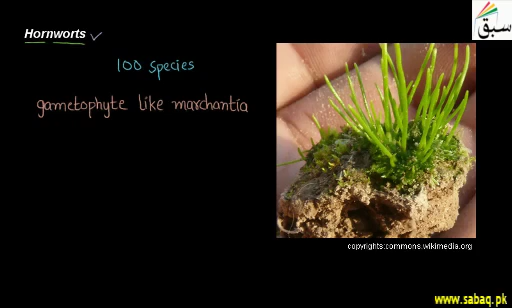 سبق
Hornworts
100 species
gametophyte like marchantia
copyrights:commons.wikimedia.org
www.sabaq.pk